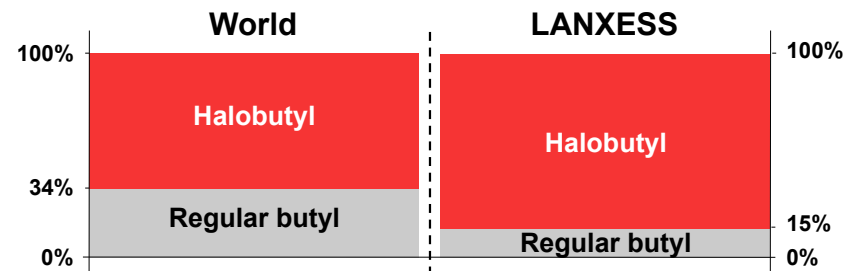 World
LANXESS
100%
100%
Halobutyl
Halobutyl
34%
Regular butyl
15%
Regular butyl
0%
0%